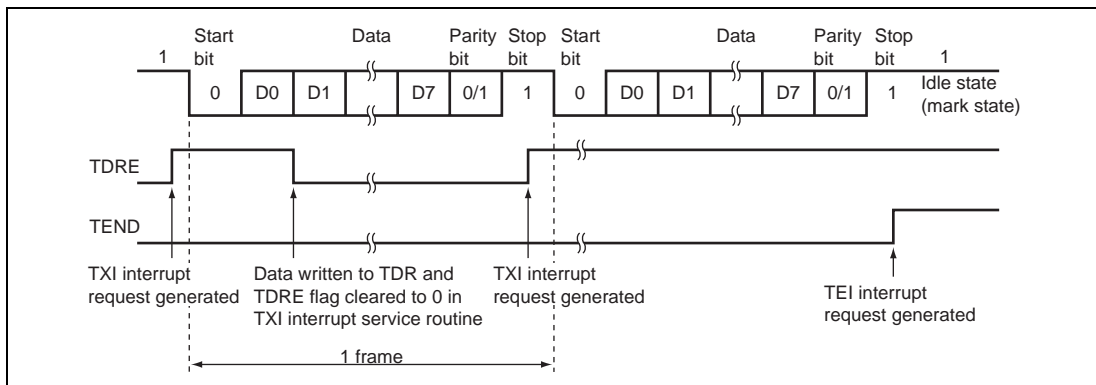 1
Start bit
Data
Parity bit
Stop bit
Start bit
Data
Parity bit
Stop bit
1
0
D0
D1
D7
0/1
1
0
D0
D1
D7
0/1
1
Idle state
(mark state)
TDRE
TEND
TXI interrupt
request generated
Data written to TDR and
TDRE flag cleared to 0 in
TXI interrupt service routine
TXI interrupt
request generated
TEI interrupt
request generated
1 frame